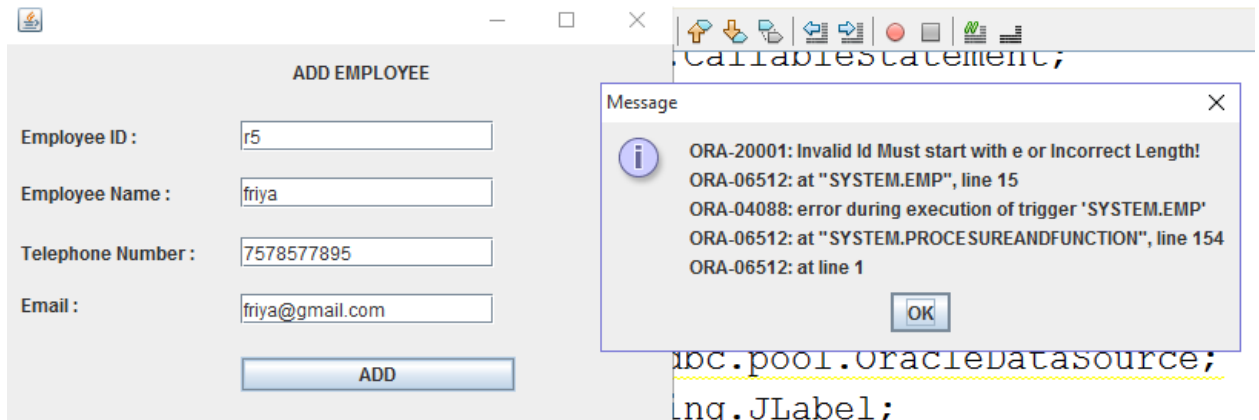 ADD EMPLOYEE
Employee ID :
r5
Employee Name :
friya
Telephone Number :
7578577895
Email :
friya@gmail.com
ADD
.CallableStatement;
Message
ORA-20001: Invalid Id Must start with e or Incorrect Length!
ORA-06512: at "SYSTEM.EMP", line 15
ORA-04088: error during execution of trigger 'SYSTEM.EMP'
ORA-06512: at "SYSTEM.PROCESUREANDFUNCTION", line 154
ORA-06512: at line 1
OK
dbc.pool.OracleDataSource;
ing.JLabel;